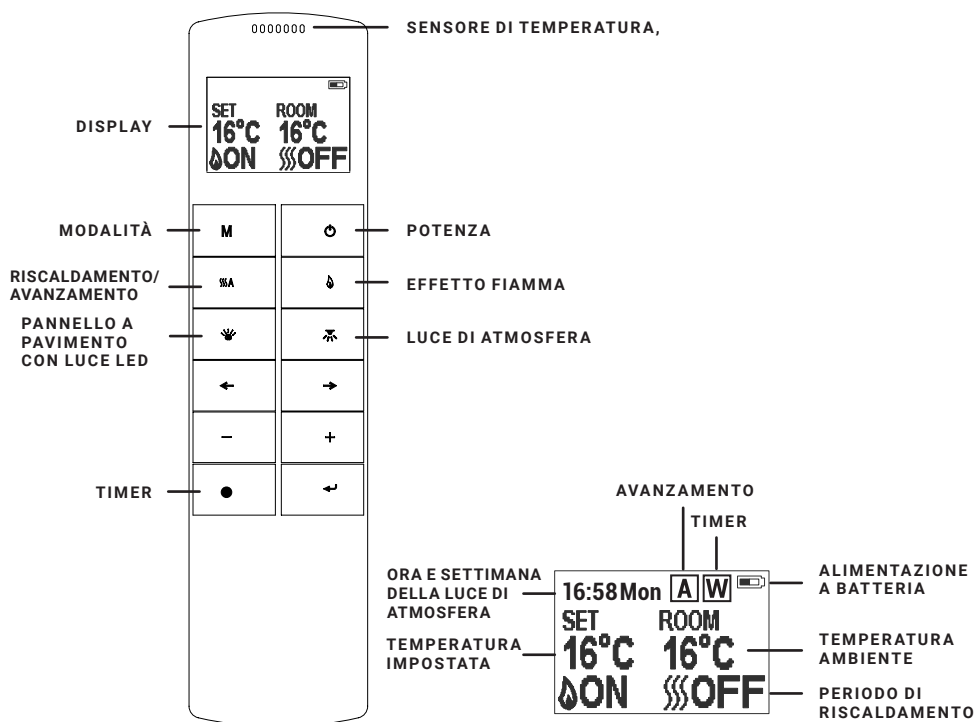 SENSORE DI TEMPERATURA,
SET ROOM
16°C 16°C
ON OFF
DISPLAY
MODALITÀ
M
POTENZA
RISCALDAMENTO/
AVANZAMENTO
A
EFFETTO FIAMMA
PANNELLO A
PAVIMENTO
CON LUCE LED
LUCE DI ATMOSFERA
←
→
−
+
TIMER
AVANZAMENTO
TIMER
ORA E SETTIMANA
DELLA LUCE DI
ATMOSFERA
16:58Mon A W
ALIMENTAZIONE
A BATTERIA
SET ROOM
TEMPERATURA
IMPOSTATA
16°C 16°C
TEMPERATURA
AMBIENTE
ON OFF
PERIODO DI
RISCALDAMENTO